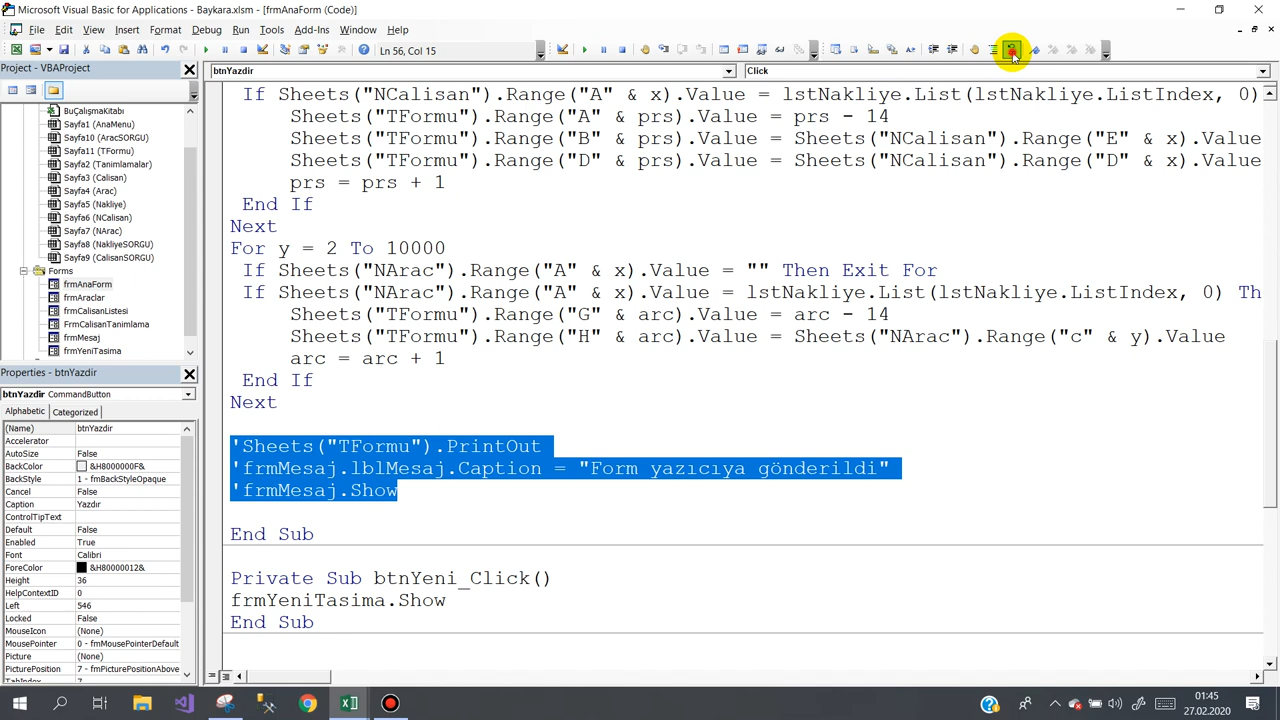 Microsoft Visual Basic for Applications - Baykara.xlsm - [frmAnaForm (Code)]
File Edit View Insert Format Debug Run Tools Add-Ins Window Help
Ln 56, Col 15
Project - VBAProject
btnYazdir
Click
BuÇalışmaKitabı
Sayfa1 (AnaMenu)
Sayfa10 (AracSORGU)
Sayfa11 (TFormu)
Sayfa2 (Tanimlamalar)
Sayfa3 (Calisan)
Sayfa4 (Arac)
Sayfa5 (Nakliye)
Sayfa6 (NCalisan)
Sayfa7 (NArac)
Sayfa8 (NakliyeSORGU)
Sayfa9 (CalisanSORGU)
Forms
frmAnaForm
frmAraclar
frmCalisanListesi
FrmCalisanTanimlama
frmMesaj
frmYeniTasima
Properties - btnYazdir
btnYazdir CommandButton
Alphabetic Categorized
(Name) btnYazdir
Accelerator
AutoSize False
BackColor &H8000000F&
BackStyle 1 - fmBackStyleOpaque
Cancel False
Caption Yazdır
ControlTipText
Default False
Enabled True
Font Calibri
ForeColor &H80000012&
Height 36
HelpContextID 0
Left 546
Locked False
MouseIcon (None)
MousePointer 0 - fmMousePointerDefault
Picture (None)
PicturePosition 7 - fmPicturePositionAbove
TabIndex 7
If Sheets("NCalisan").Range("A" & x).Value = lstNakliye.List(lstNakliye.ListIndex, 0)
Sheets("TFormu").Range("A" & prs).Value = prs - 14
Sheets("TFormu").Range("B" & prs).Value = Sheets("NCalisan").Range("E" & x).Value
Sheets("TFormu").Range("D" & prs).Value = Sheets("NCalisan").Range("D" & x).Value
prs = prs + 1
End If
Next
For y = 2 To 10000
If Sheets("NArac").Range("A" & x).Value = "" Then Exit For
If Sheets("NArac").Range("A" & x).Value = lstNakliye.List(lstNakliye.ListIndex, 0) Th
Sheets("TFormu").Range("G" & arc).Value = arc - 14
Sheets("TFormu").Range("H" & arc).Value = Sheets("NArac").Range("c" & y).Value
arc = arc + 1
End If
Next
'Sheets("TFormu").PrintOut
'frmMesaj.lblMesaj.Caption = "Form yazıcıya gönderildi"
'frmMesaj.Show
End Sub
Private Sub btnYeni_Click()
frmYeniTasima.Show
End Sub
01:45
27.02.2020